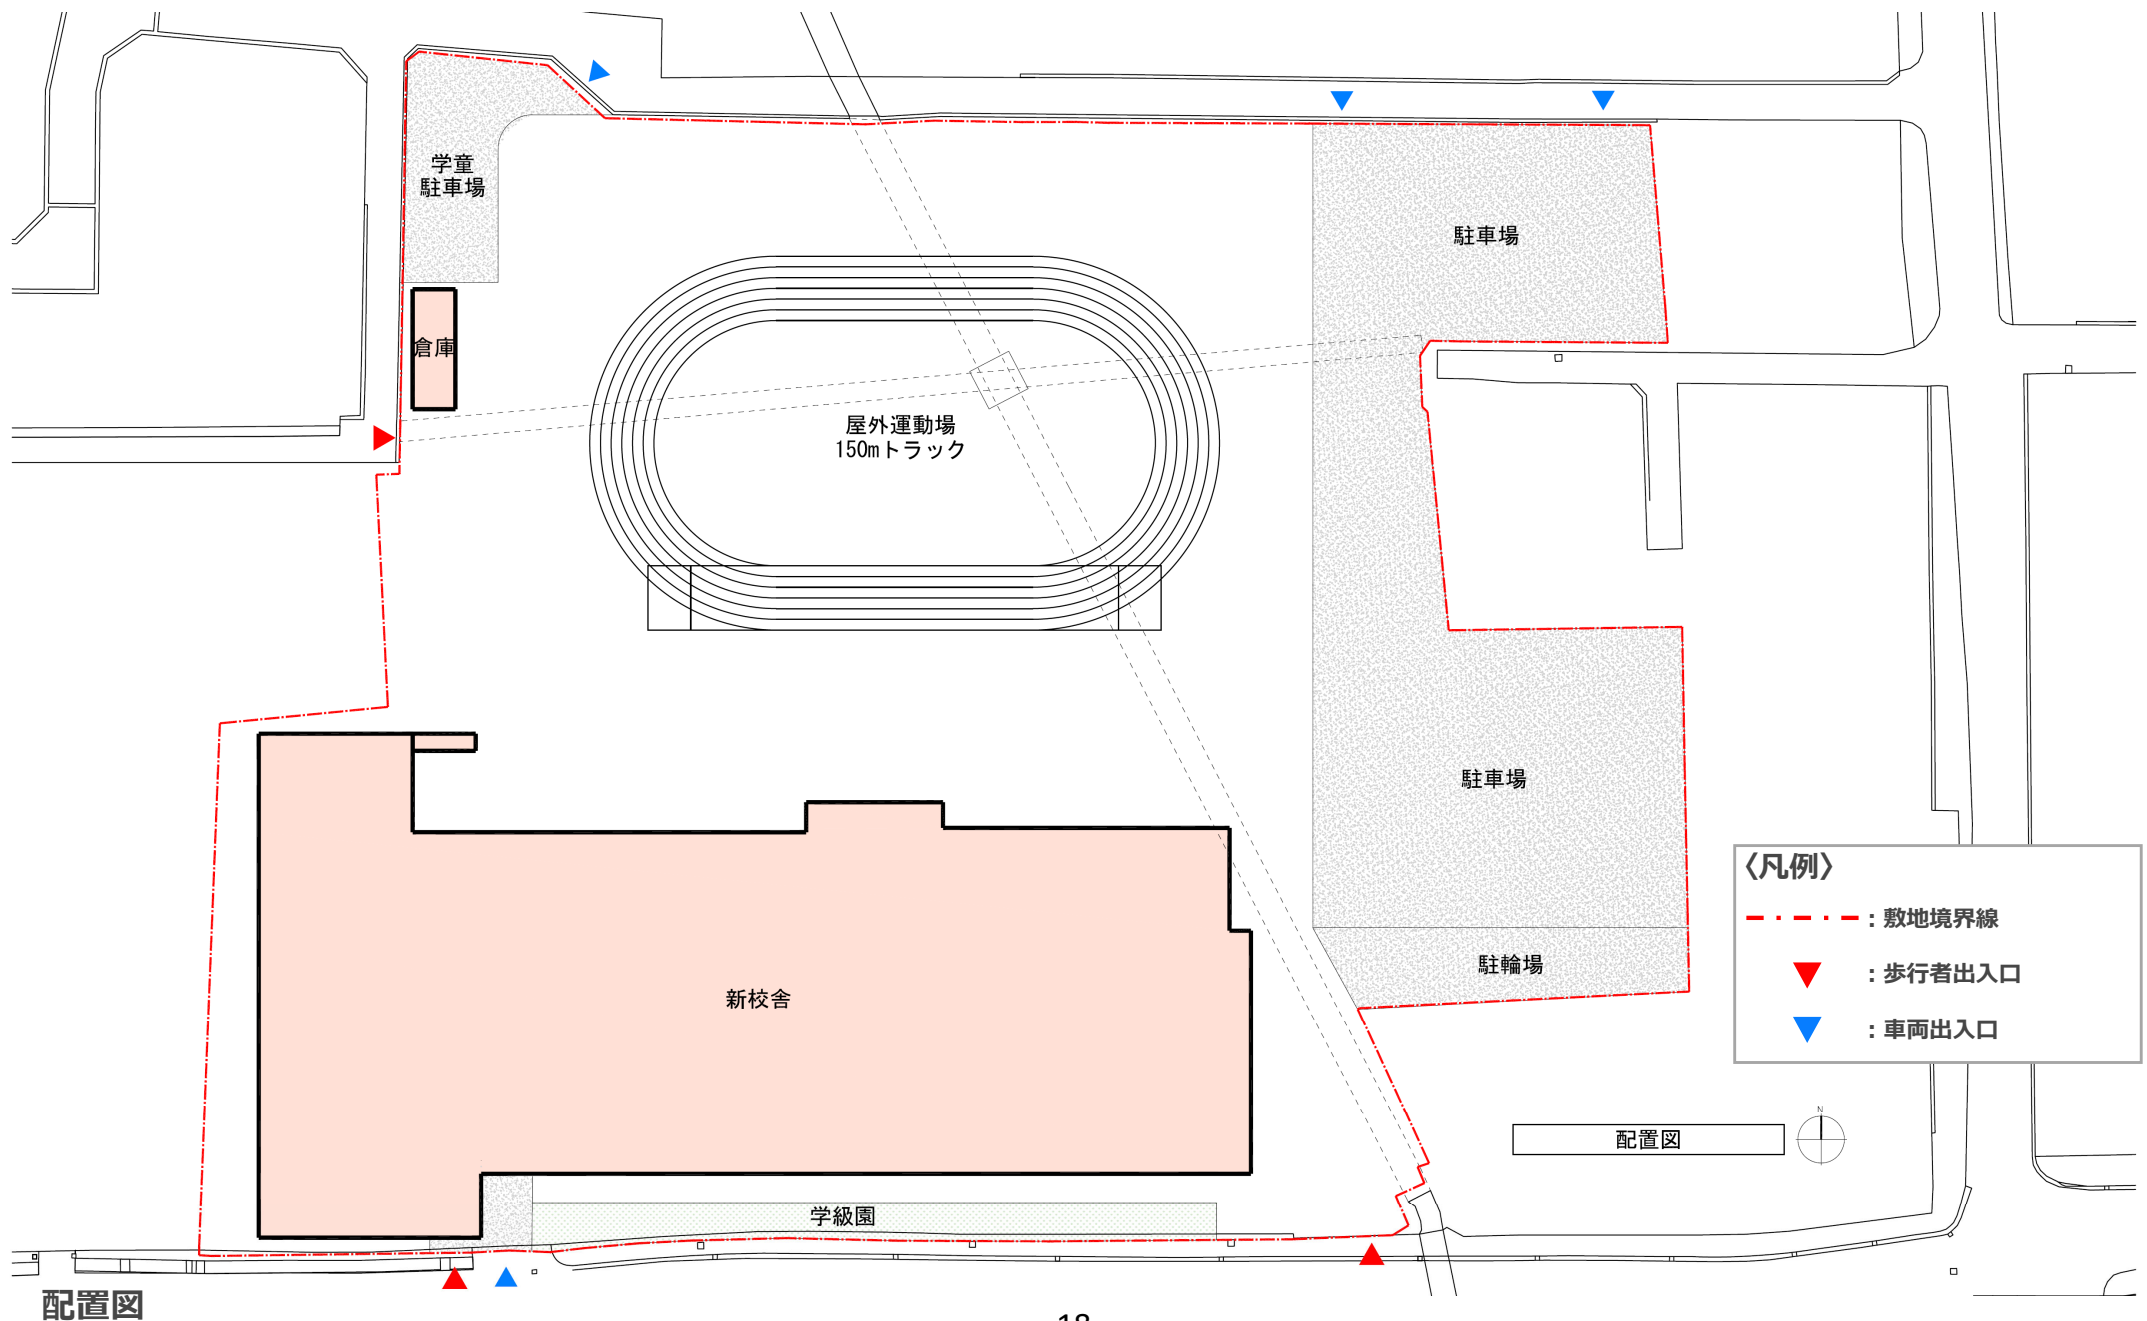 学童
駐車場
駐車場
倉庫
屋外運動場
150mトラック
駐車場
〈凡例〉
：敷地境界線
駐輪場
：歩行者出入口
新校舎
：車両出入口
N
配置図
学級園
配置図
18